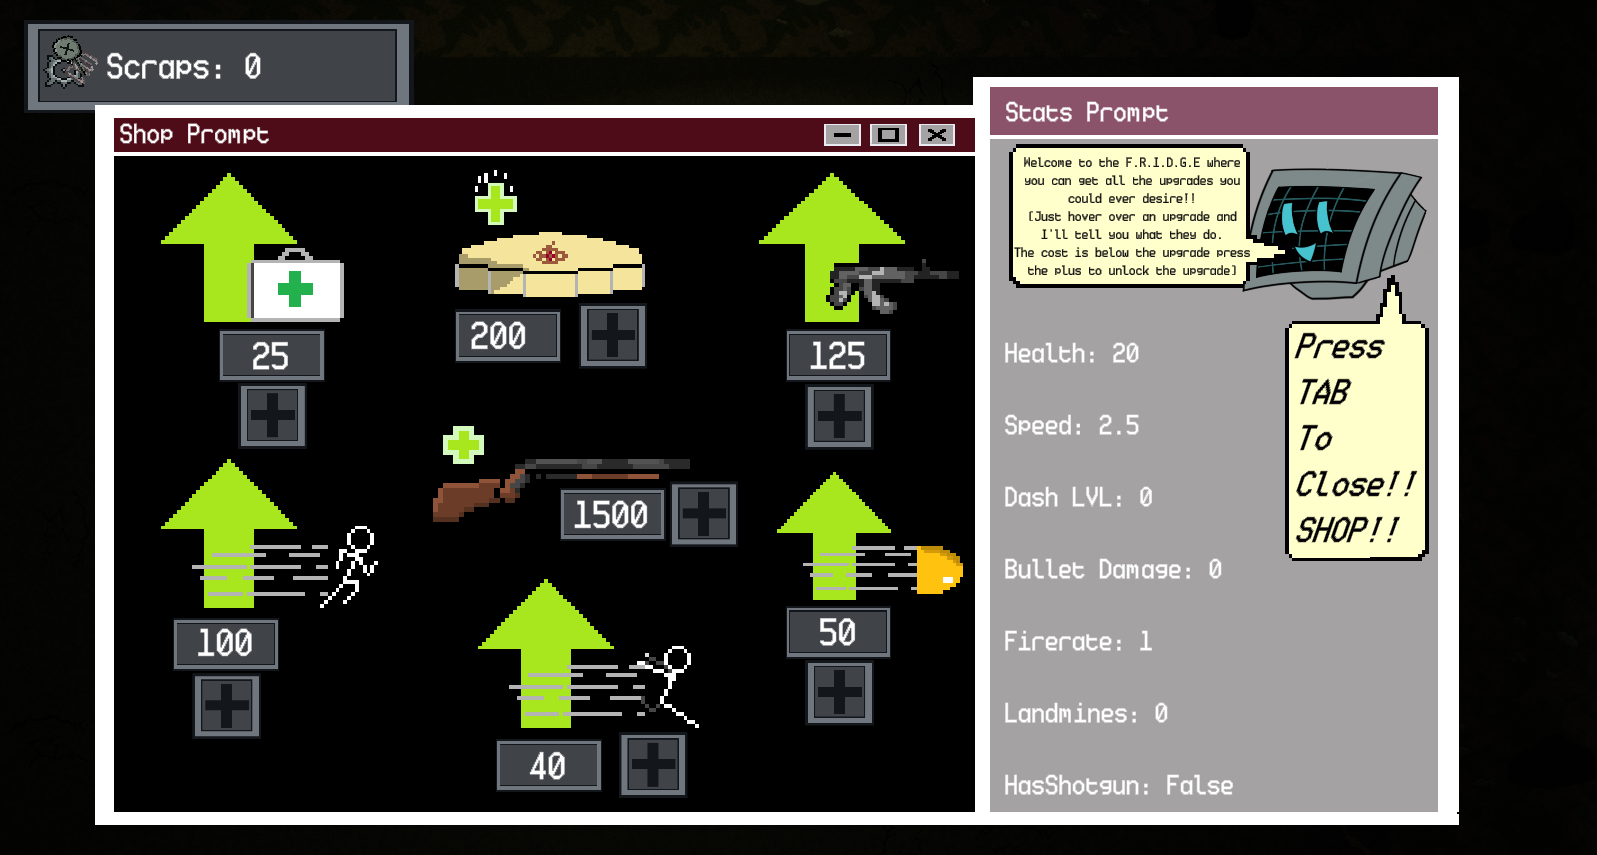 Scraps: 0
Shop Prompt
25
200
125
100
1500
50
40
Stats Prompt
Welcome to the F.R.I.D.G.E where
you can get all the upgrades you
could ever desire!!
[Just hover over an upgrade and
I'll tell you what they do.
The cost is below the upgrade press
the plus to unlock the upgrade]
Press
TAB
To
Close!!
SHOP!!
Health: 20
Speed: 2.5
Dash LVL: 0
Bullet Damage: 0
Firerate: 1
Landmines: 0
HasShotgun: False